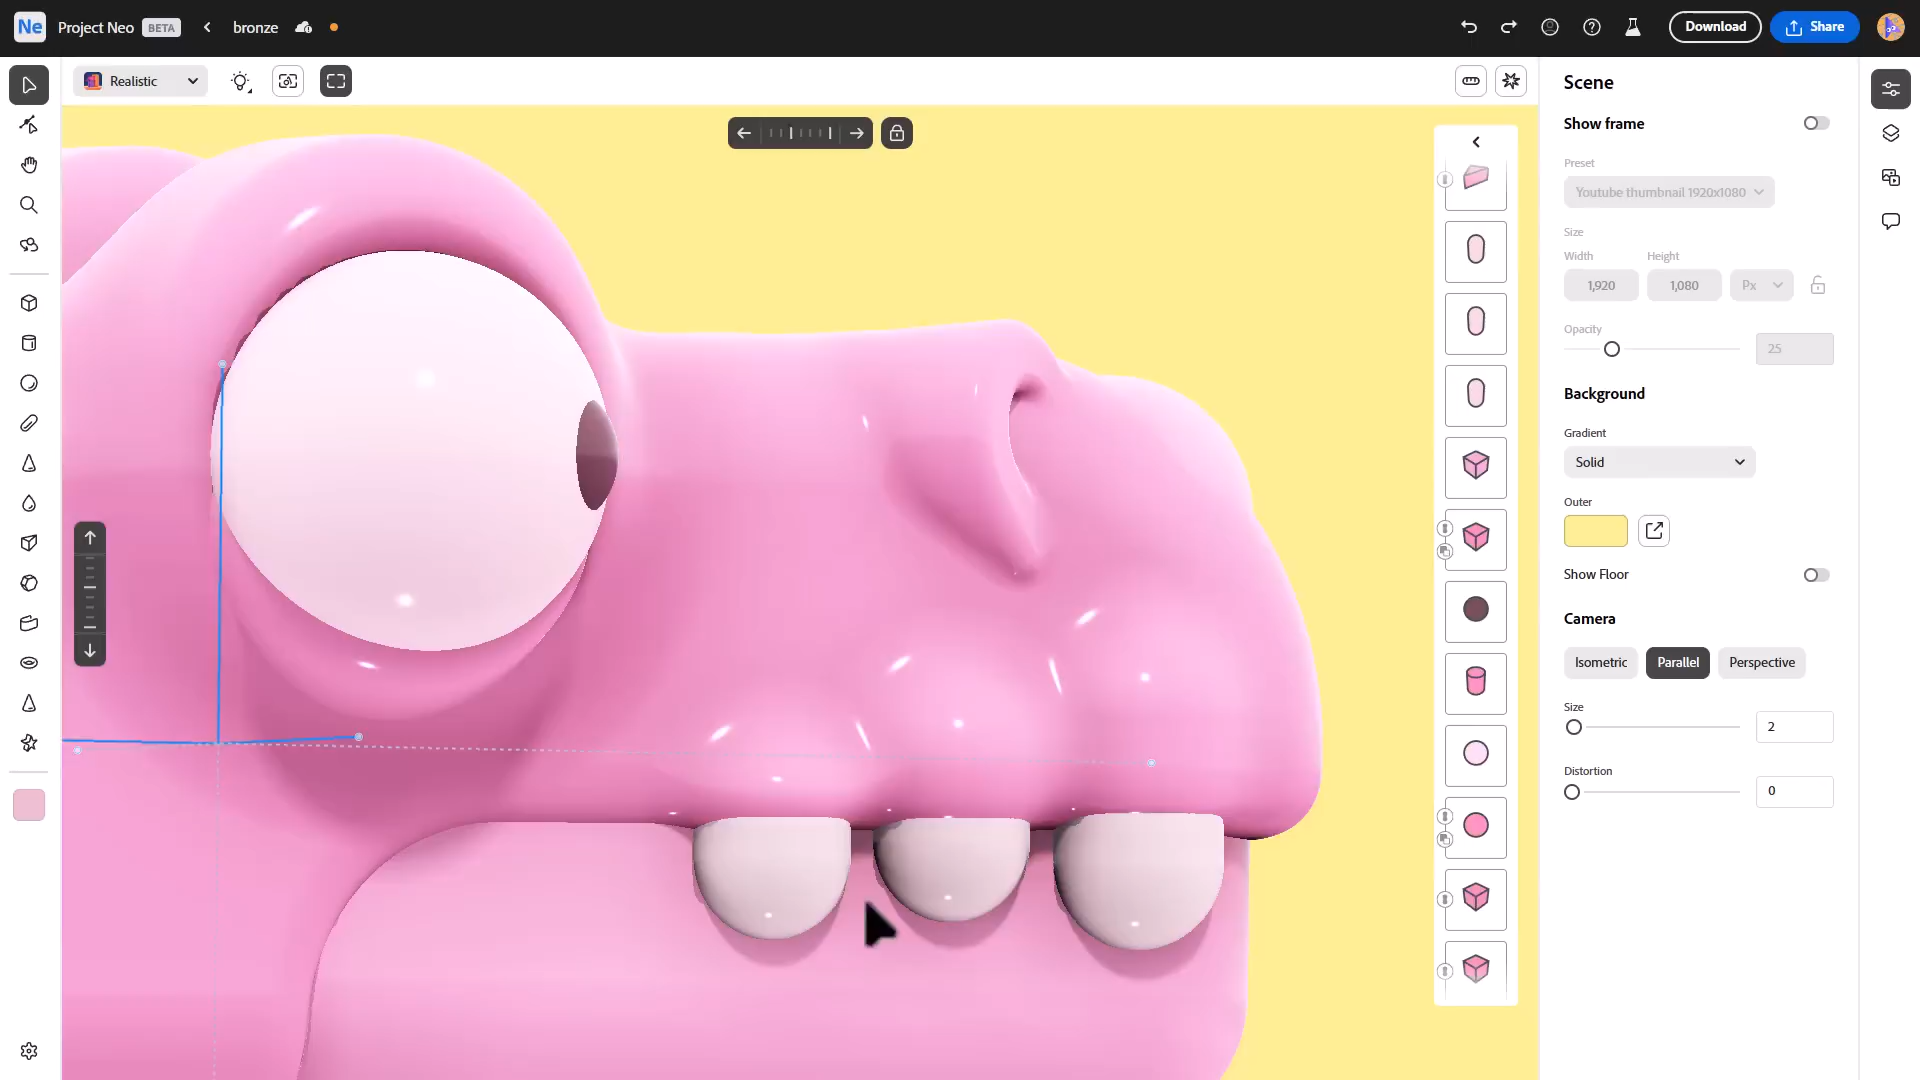 Ne Project Neo BETA bronze Download Share
Realistic
Scene
Show frame
Preset
Youtube thumbnail 1920x1080
Size
Width Height
1,920 1,080 Px
Opacity
25
Background
Gradient
Solid
Outer
Show Floor
Camera
Isometric Parallel Perspective
Size
2
Distortion
0